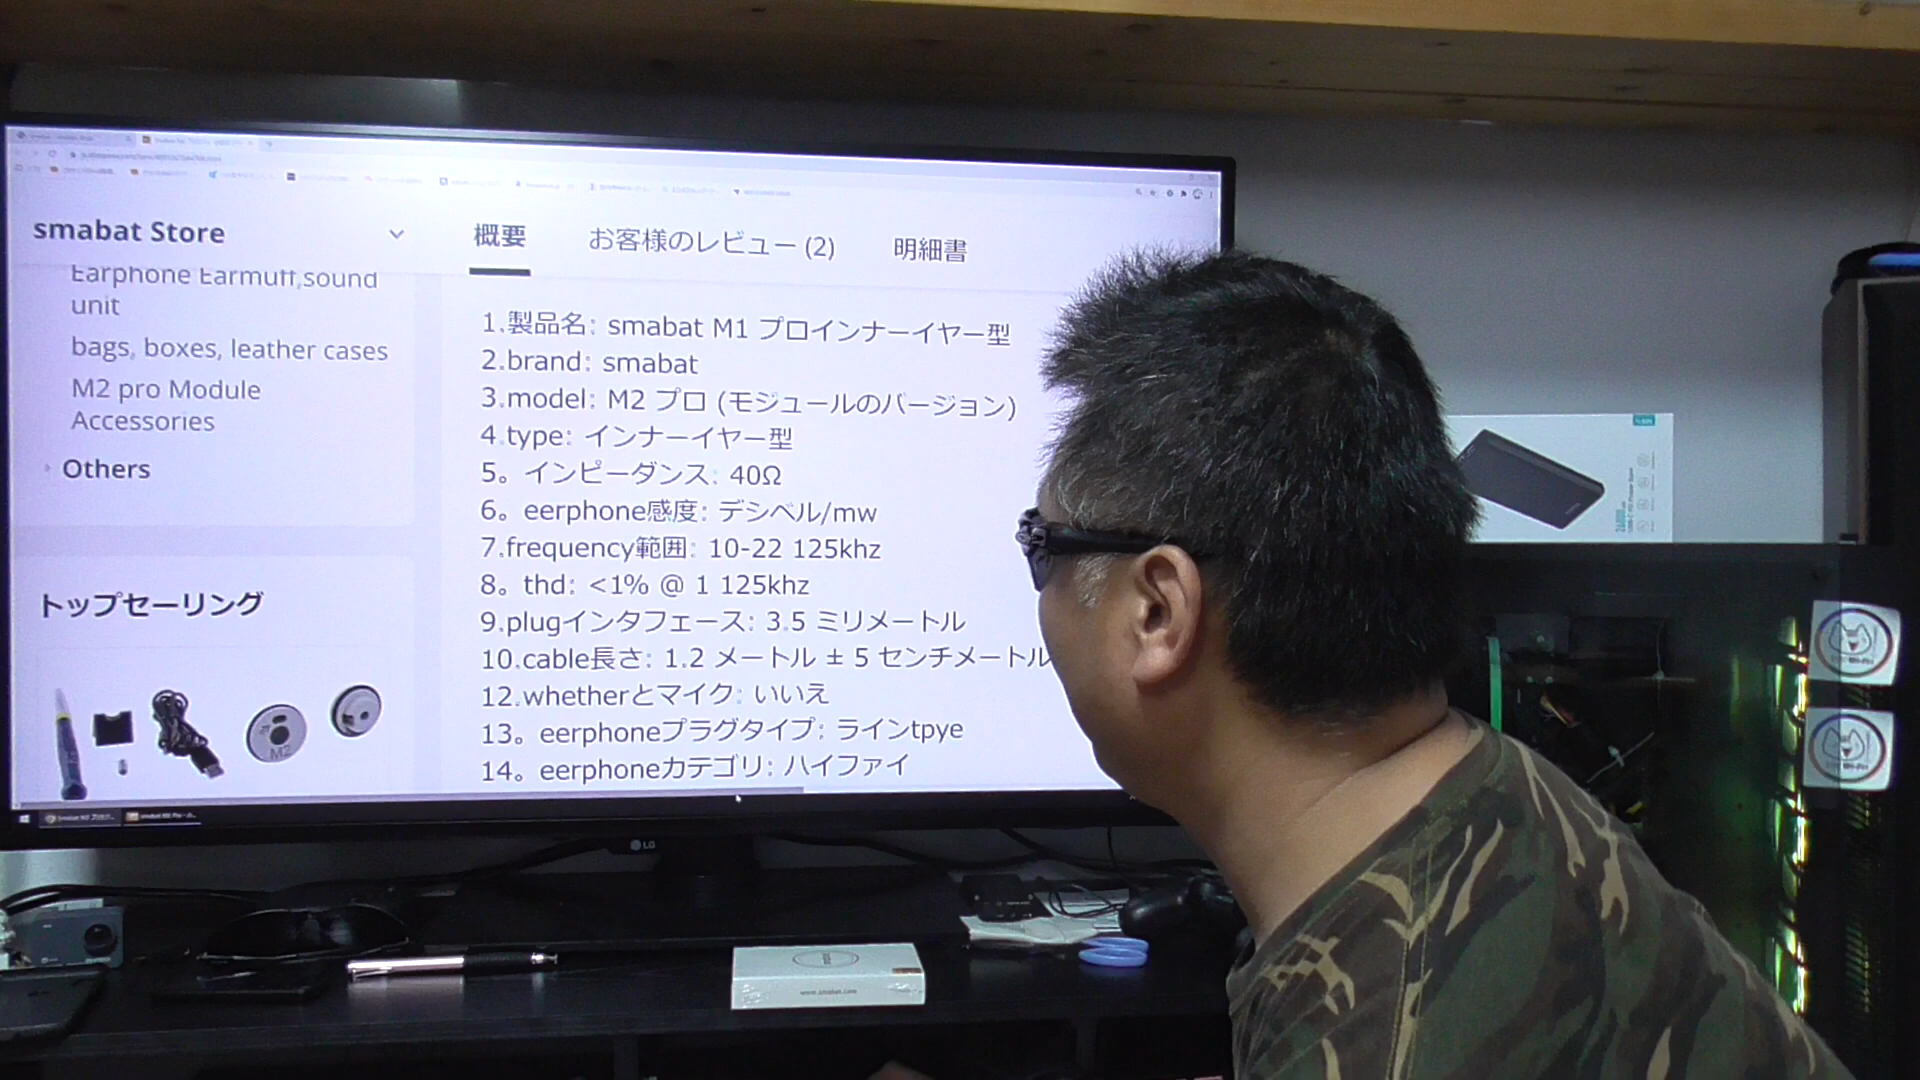 smabat Store
概要
お客様のレビュー (2)
明細書
Earphone Earmuff,sound
unit
bags, boxes, leather cases
M2 pro Module
Accessories
Others
トップセーリング
M2
1.製品名: smabat M1 プロインナーイヤー型
2.brand: smabat
3.model: M2 プロ (モジュールのバージョン)
4.type: インナーイヤー型
5。インピーダンス: 40Ω
6。eerphone感度: デシベル/mw
7.frequency範囲: 10-22 125khz
8。thd: <1% @ 1 125khz
9.plugインタフェース: 3.5 ミリメートル
10.cable長さ: 1.2 メートル ± 5 センチメートル
12.whetherとマイク: いいえ
13。eerphoneプラグタイプ: ラインtpye
14。eerphoneカテゴリ: ハイファイ
LG
www.smabat.com